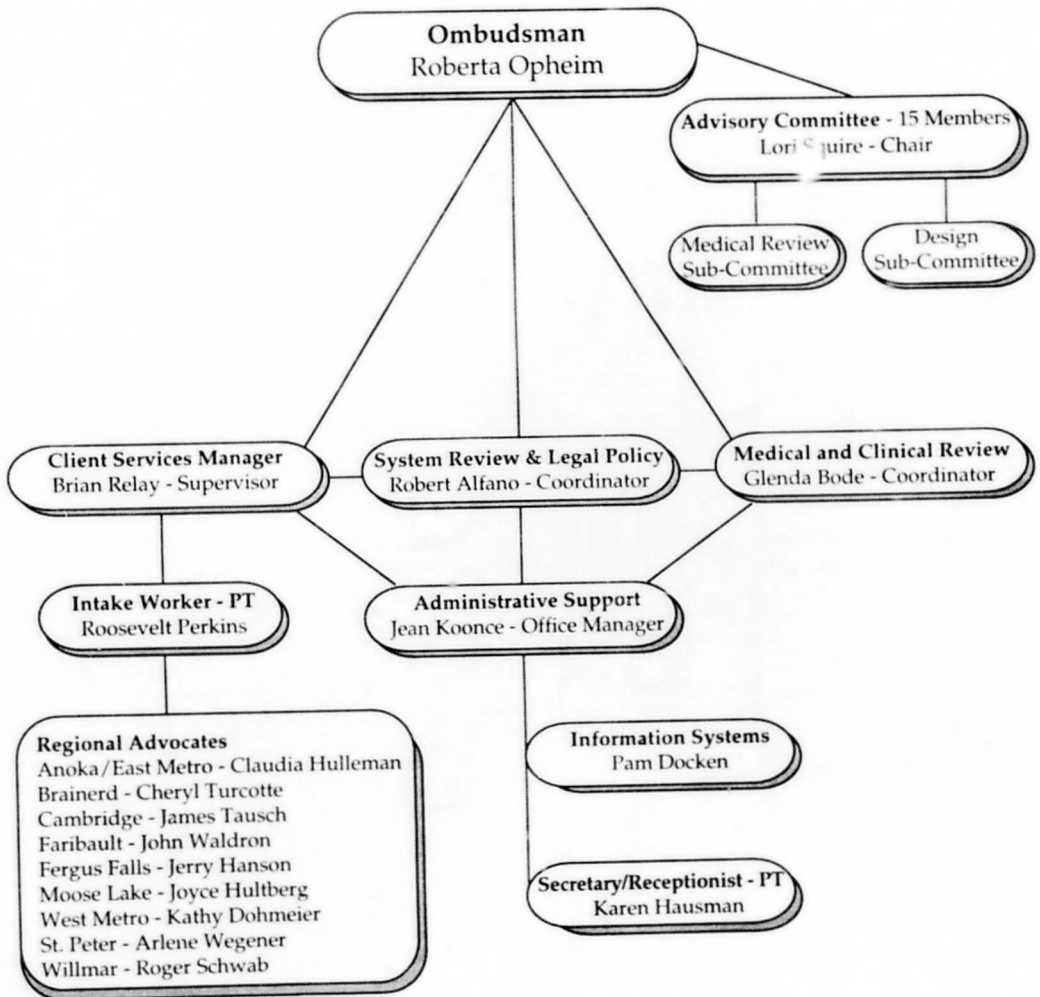 Ombudsman
Roberta Opheim
Advisory Committee - 15 Members
Lori - Chair
Medical Review
Sub-Committee
Design
Sub-Committee
Client Services Manager
Brian Relay - Supervisor
System Review & Legal Policy
Robert Alfano - Coordinator
Medical and Clinical Review
Glenda Bode - Coordinator
Intake Worker - PT
Roosevelt Perkins
Administrative Support
Jean Koonce - Office Manager
Regional Advocates
Anoka/East Metro - Claudia Hulleman
Brainerd - Cheryl Turcotte
Cambridge - James Tausch
Faribault - John Waldron
Fergus Falls - Jerry Hanson
Moose Lake - Joyce Hultberg
West Metro - Kathy Dohmeier
St. Peter - Arlene Wegener
Willmar - Roger Schwab
Information Systems
Pam Docken
Secretary/Receptionist - PT
Karen Hausman